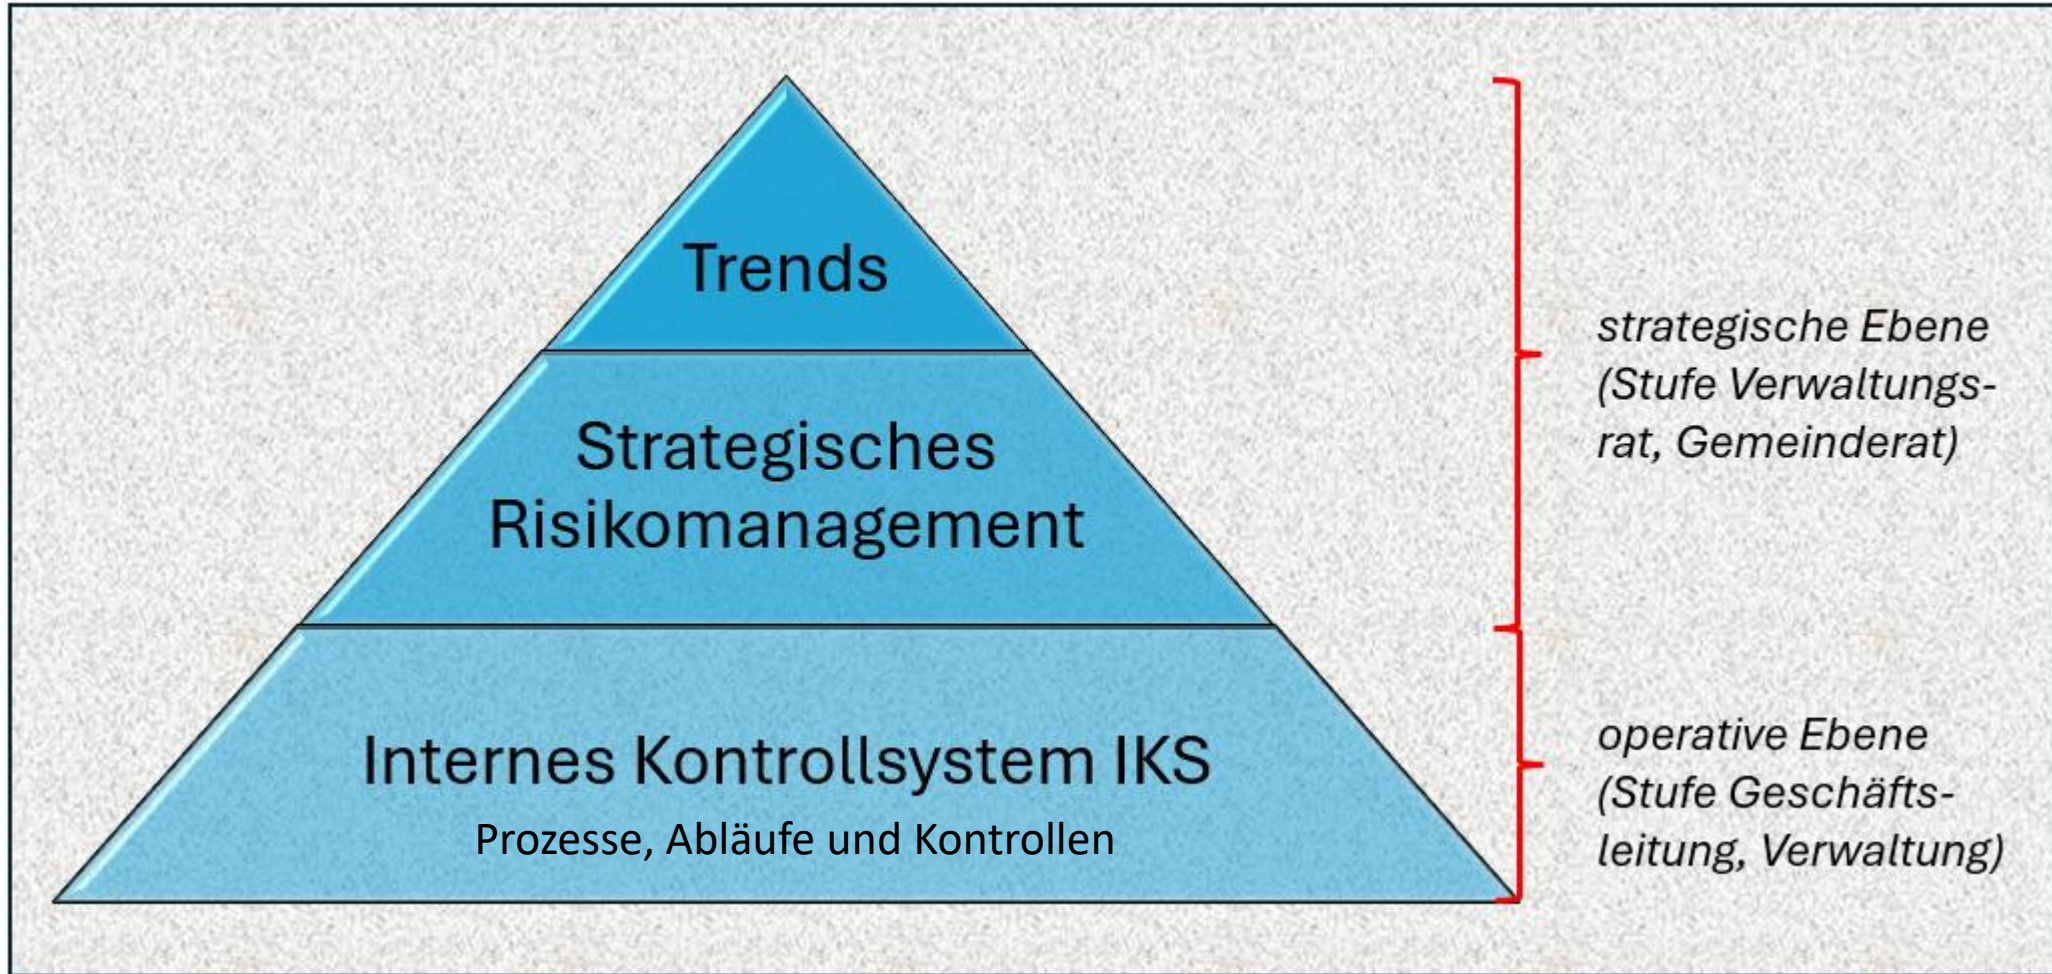 Trends
Strategisches
Risikomanagement
Internes Kontrollsystem IKS
Prozesse, Abläufe und Kontrollen
strategische Ebene
(Stufe Verwaltungs-
rat, Gemeinderat)
operative Ebene
(Stufe Geschäfts-
leitung, Verwaltung)